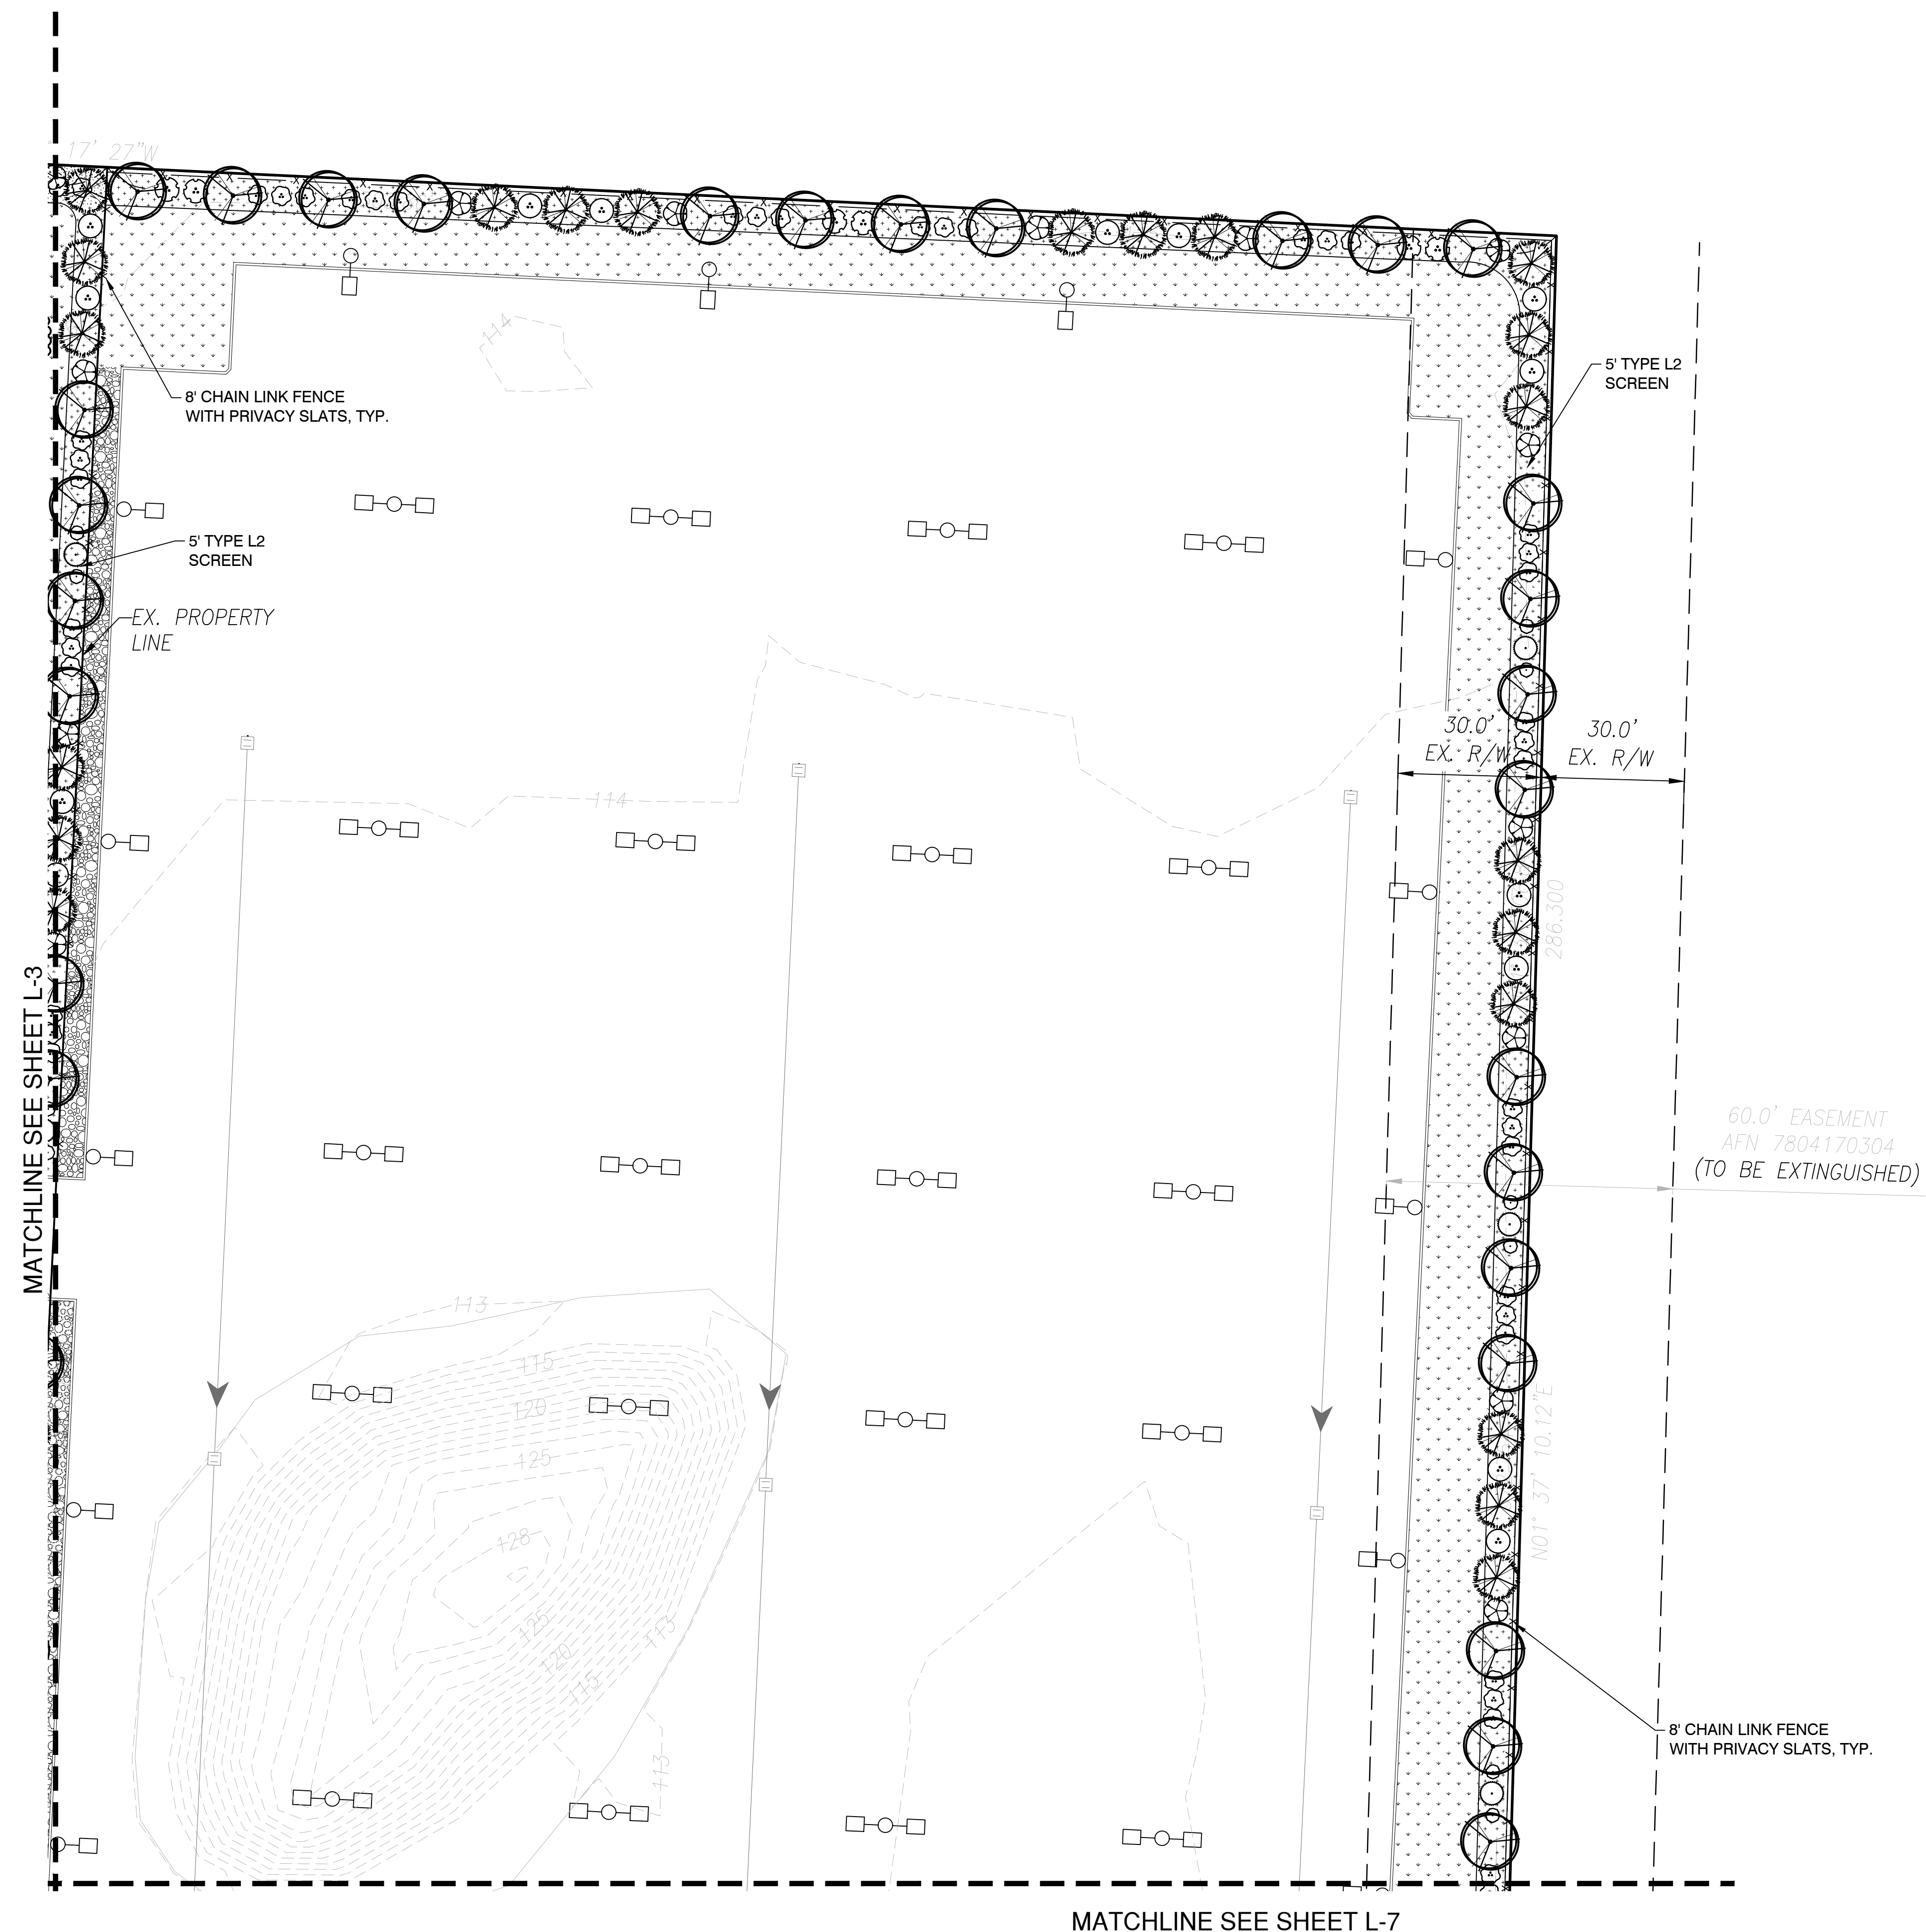 17' 27"W
114
8' CHAIN LINK FENCE
WITH PRIVACY SLATS, TYP.
5' TYPE L2
SCREEN
5' TYPE L2
SCREEN
EX. PROPERTY
LINE
30.0'
EX. R/W
30.0'
EX. R/W
114
286.300
MATCHLINE SEE SHEET L-3
60.0' EASEMENT
AFN 7804170304
(TO BE EXTINGUISHED)
113
115
120
125
N01° 37' 10.12"E
128
125
120
115
113
113
8' CHAIN LINK FENCE
WITH PRIVACY SLATS, TYP.
MATCHLINE SEE SHEET L-7